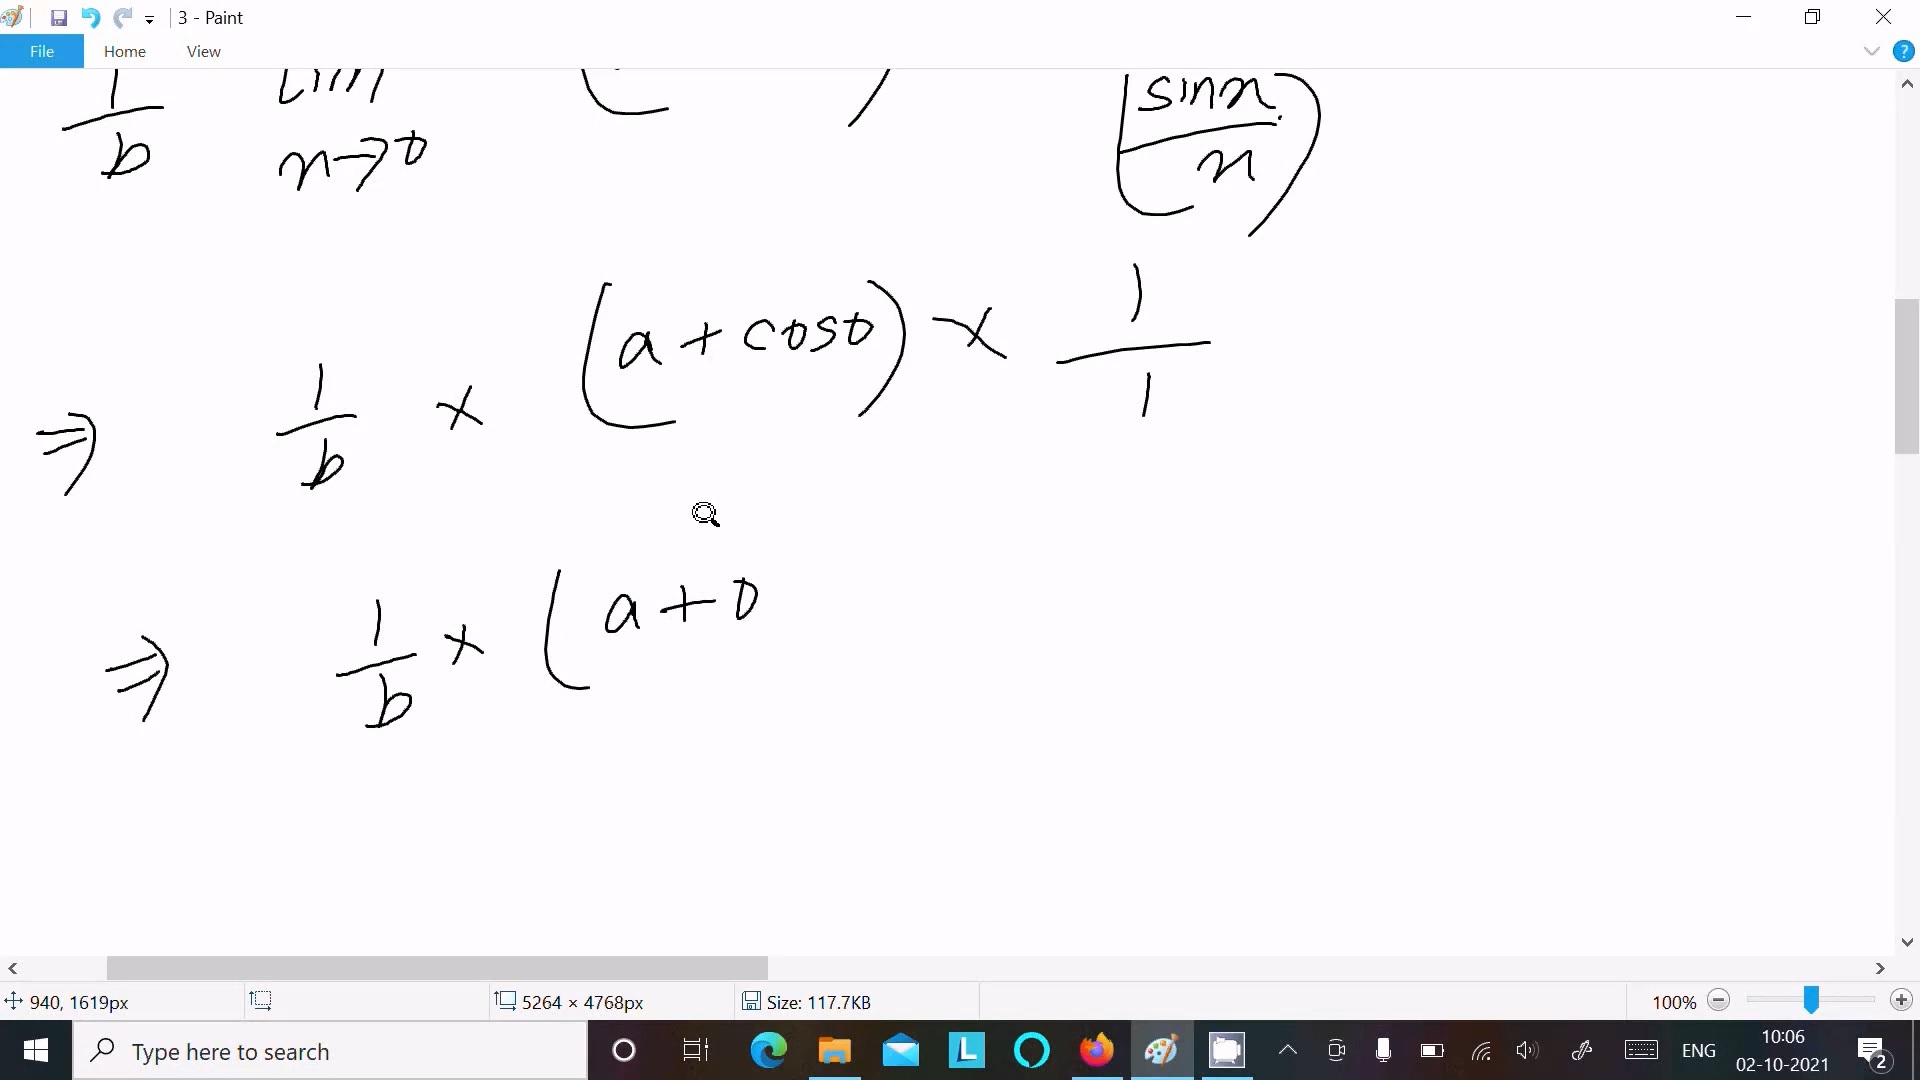 3 - Paint
File Home View
1/b lim n→0 ( ) (sinn/n)
⇒ 1/b × (a + cos0) × 1/1
⇒ 1/b × (a + 0
940, 1619px 5264 × 4768px Size: 117.7KB 100%
Type here to search ENG 10:06
02-10-2021 2